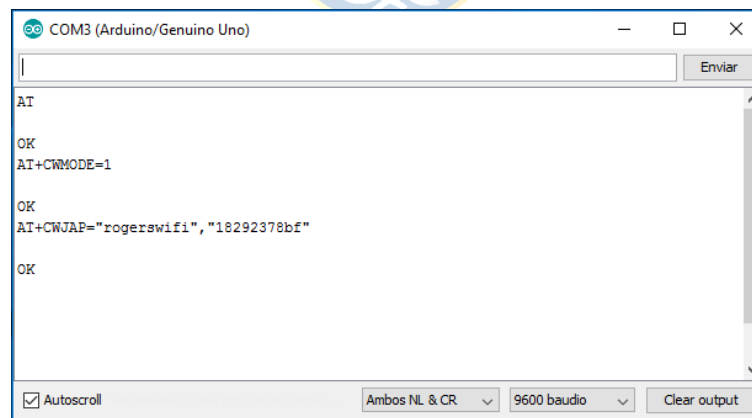 COM3 (Arduino/Genuino Uno)
Enviar
AT
OK
AT+CWMODE=1
OK
AT+CWJAP="rogerswifi","18292378bf"
OK
Autoscroll
Ambos NL & CR
9600 baudio
Clear output